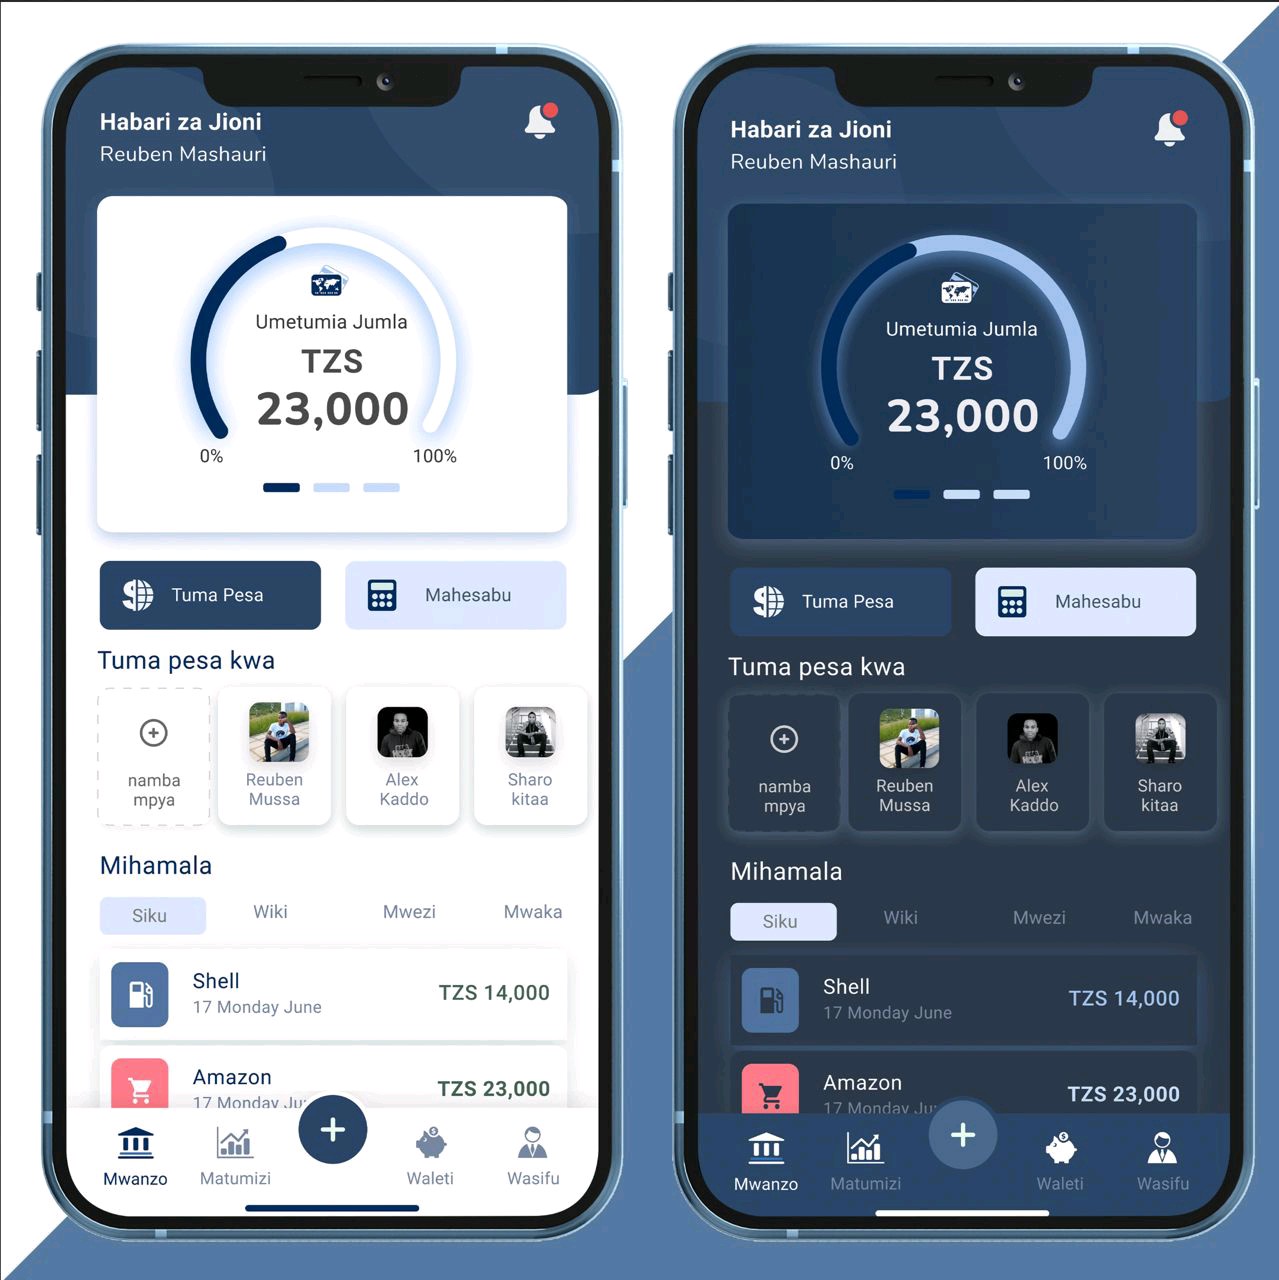 Habari za Jioni
Reuben Mashauri
Umetumia Jumla
TZS
23,000
0%
100%
Tuma Pesa
Mahesabu
Tuma pesa kwa
namba
mpya
Reuben
Mussa
Alex
Kaddo
Sharo
kitaa
Mihamala
Siku
Wiki
Mwezi
Mwaka
Shell
17 Monday June
TZS 14,000
Amazon
17 Monday
TZS 23,000
Mwanzo
Matumizi
Waleti
Wasifu
Habari za Jioni
Reuben Mashauri
Umetumia Jumla
TZS
23,000
0%
100%
Tuma Pesa
Mahesabu
Tuma pesa kwa
namba
mpya
Reuben
Mussa
Alex
Kaddo
Sharo
kitaa
Mihamala
Siku
Wiki
Mwezi
Mwaka
Shell
17 Monday June
TZS 14,000
Amazon
17 Monday
TZS 23,000
Mwanzo
Matumizi
Waleti
Wasifu